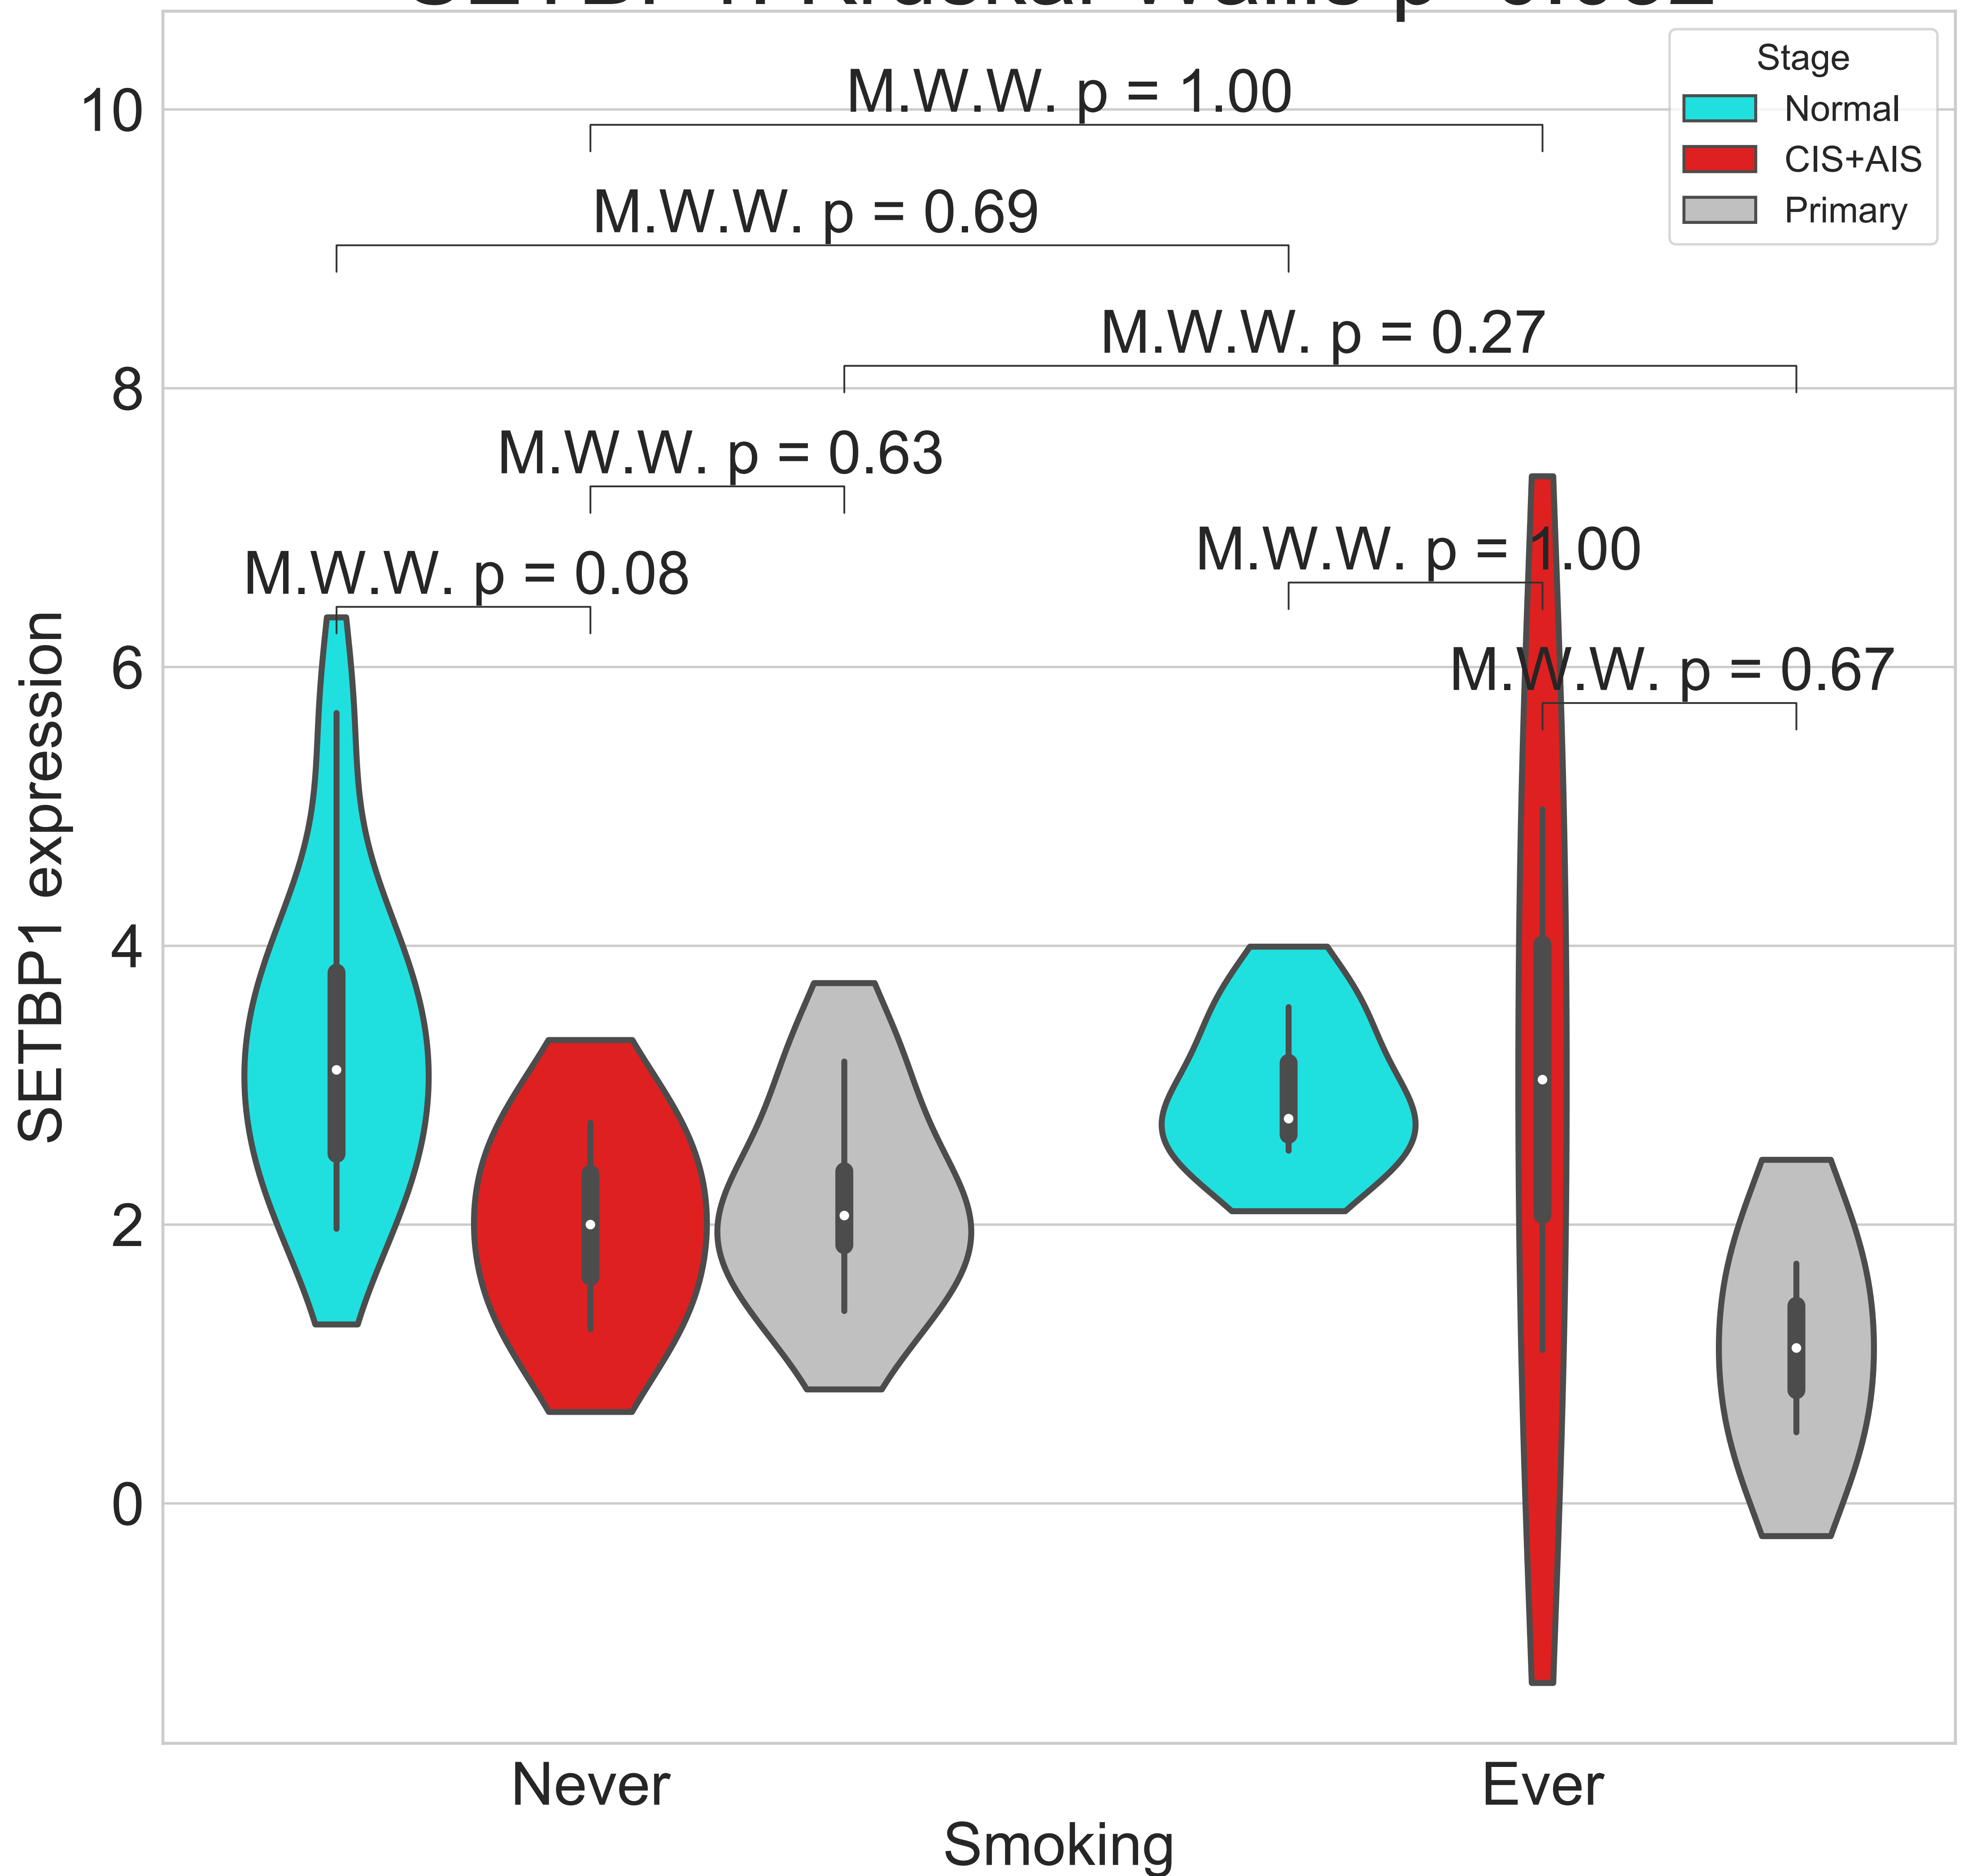 Stage
Normal
CIS+AIS
Primary
M.W.W. p = 1.00
M.W.W. p = 0.69
M.W.W. p = 0.27
M.W.W. p = 0.63
M.W.W. p = 0.08
M.W.W. p = 1.00
M.W.W. p = 0.67
10
8
6
4
2
0
SETBP1 expression
Never
Ever
Smoking